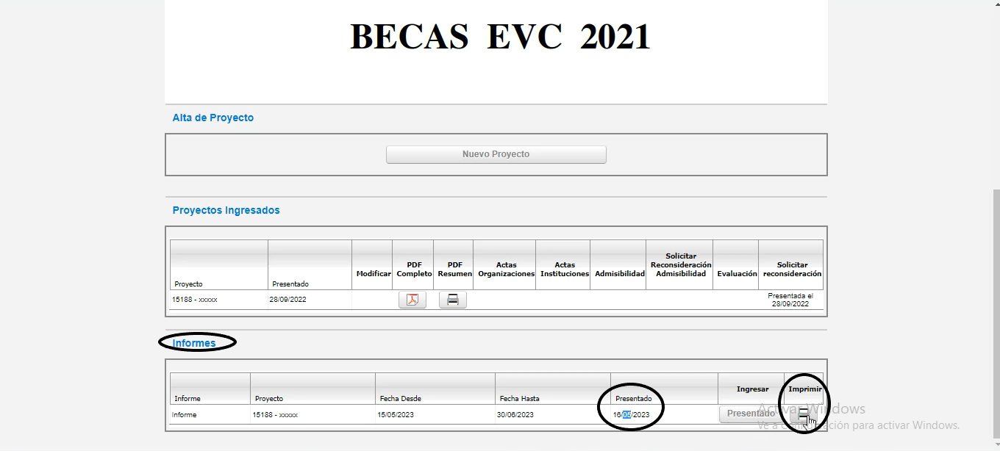 BECAS EVC 2021
Alta de Proyecto
Nuevo Proyecto
Proyectos Ingresados
Proyecto
Presentado
Modificar
PDF
Completo
PDF
Resumen
Actas
Organizaciones
Actas
Instituciones
Admisibilidad
Solicitar
Reconsideración
Admisibilidad
Evaluación
Solicitar
reconsideración
15188 - xxxxx
28/09/2022
Presentada el
28/09/2022
Informes
Informe
Proyecto
Fecha Desde
Fecha Hasta
Presentado
Ingresar
Imprimir
Informe
15188 - xxxxx
15/05/2023
30/06/2023
16/06/2023
Presentado
Activar Windows
Ve a Configuración para activar Windows.